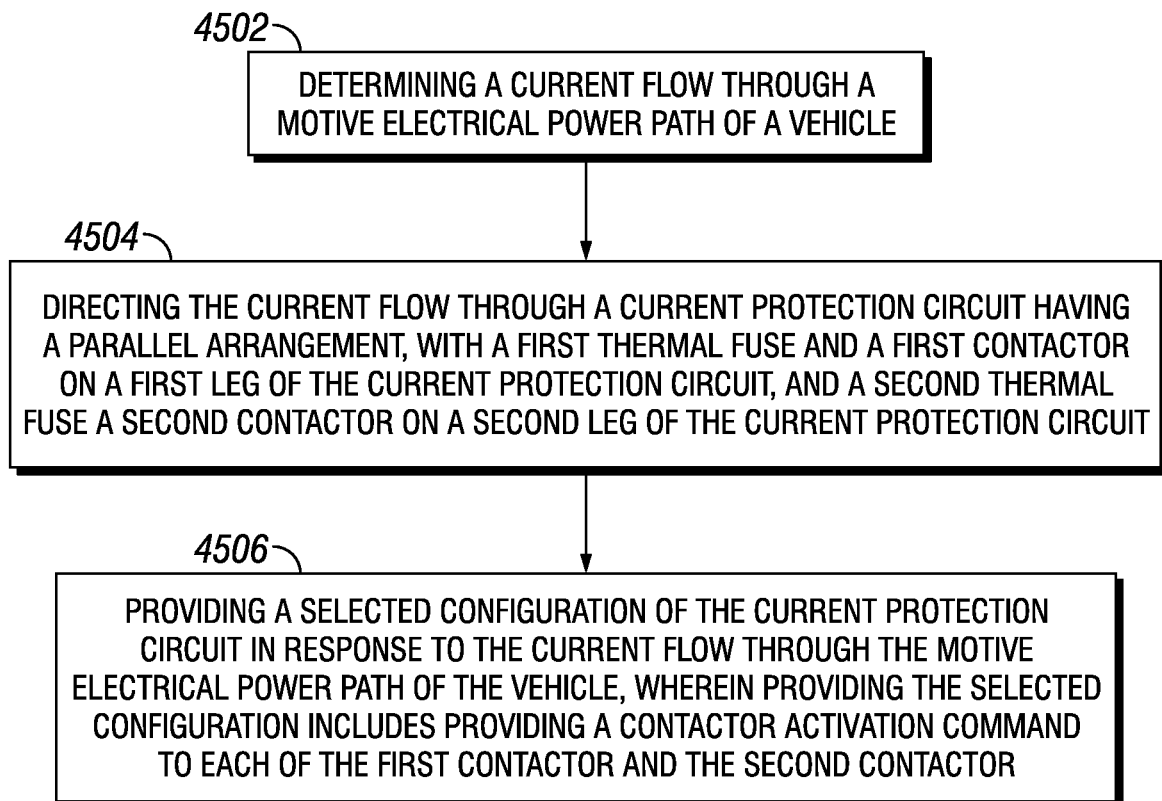 4502
DETERMINING A CURRENT FLOW THROUGH A
MOTIVE ELECTRICAL POWER PATH OF A VEHICLE
4504
DIRECTING THE CURRENT FLOW THROUGH A CURRENT PROTECTION CIRCUIT HAVING
A PARALLEL ARRANGEMENT, WITH A FIRST THERMAL FUSE AND A FIRST CONTACTOR
ON A FIRST LEG OF THE CURRENT PROTECTION CIRCUIT, AND A SECOND THERMAL
FUSE A SECOND CONTACTOR ON A SECOND LEG OF THE CURRENT PROTECTION CIRCUIT
4506
PROVIDING A SELECTED CONFIGURATION OF THE CURRENT PROTECTION
CIRCUIT IN RESPONSE TO THE CURRENT FLOW THROUGH THE MOTIVE
ELECTRICAL POWER PATH OF THE VEHICLE, WHEREIN PROVIDING THE SELECTED
CONFIGURATION INCLUDES PROVIDING A CONTACTOR ACTIVATION COMMAND
TO EACH OF THE FIRST CONTACTOR AND THE SECOND CONTACTOR